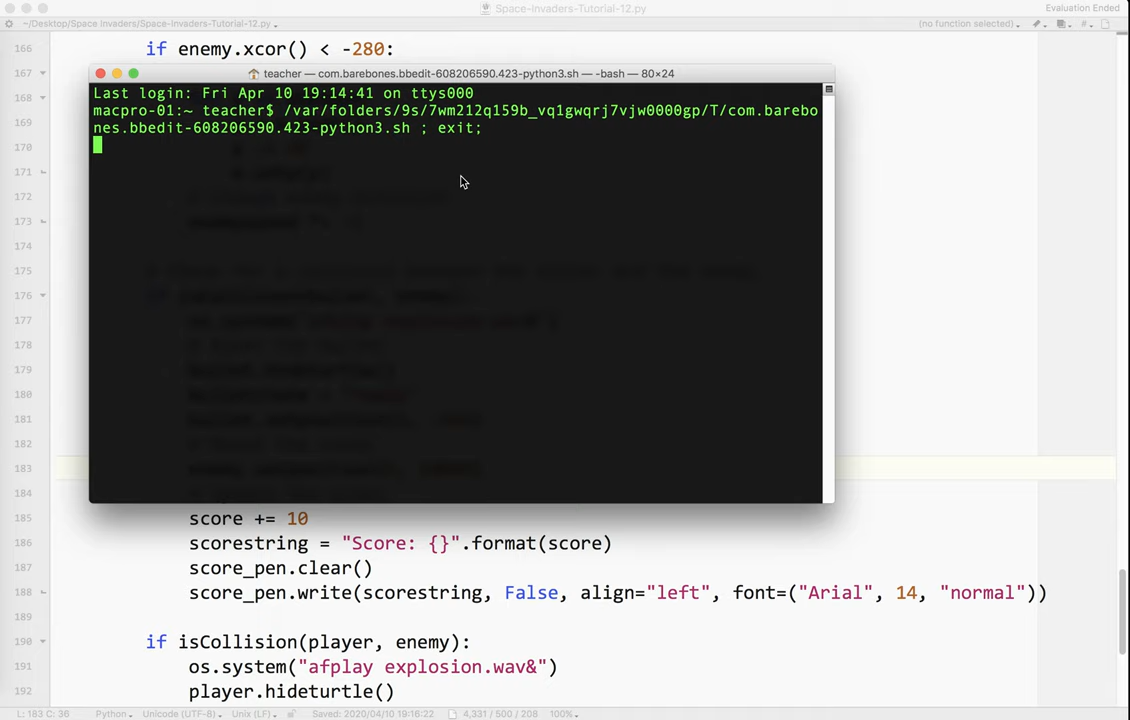 Space-Invaders-Tutorial-12.py
Evaluation Ended
~/Desktop/Space Invaders/Space-Invaders-Tutorial-12.py
(no function selected)
166 if enemy.xcor() < -280:
167
teacher — com.barebones.bbedit-608206590.423-python3.sh — -bash — 80×24
Last login: Fri Apr 10 19:14:41 on ttys000
168
macpro-01:~ teacher$ /var/folders/9s/7wm212q159b_vq1gwqrj7vjw0000gp/T/com.barebo
169
nes.bbedit-608206590.423-python3.sh ; exit;
170
171
172
173
174
175
176
177
178
179
180
181
182
183
184
185 score += 10
186 scorestring = "Score: {}".format(score)
187 score_pen.clear()
188 score_pen.write(scorestring, False, align="left", font=("Arial", 14, "normal"))
189
190 if isCollision(player, enemy):
191 os.system("afplay explosion.wav&")
192 player.hideturtle()
L: 183 C: 36 Python Unicode (UTF-8) Unix (LF) Saved: 2020/04/10 19:16:22 4,331 / 500 / 208 100%